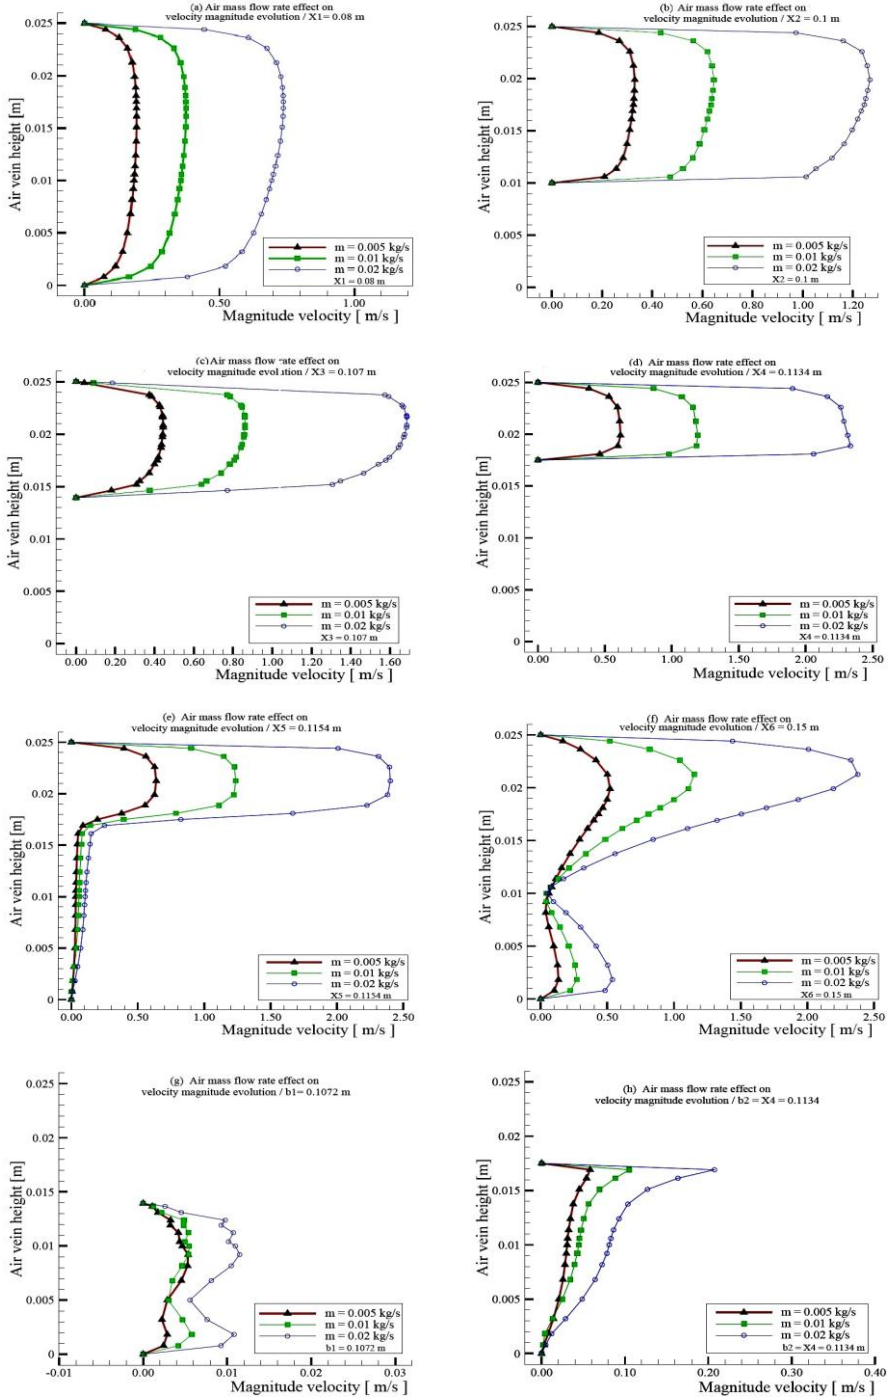 (a) Air mass flow rate effect on
velocity magnitude evolution / X1= 0.08 m
0.025
0.02
0.015
0.01
0.005
0
Air vein height [m]
m = 0.005 kg/s
m = 0.01 kg/s
m = 0.02 kg/s
X1 = 0.08 m
0.00
0.50
1.00
Magnitude velocity [ m/s ]
(b) Air mass flow rate effect on
velocity magnitude evolution / X2 = 0.1 m
0.025
0.02
0.015
0.01
0.005
0
Air vein height [m]
m = 0.005 kg/s
m = 0.01 kg/s
m = 0.02 kg/s
X2 = 0.1 m
0.00
0.20
0.40
0.60
0.80
1.00
1.20
Magnitude velocity [ m/s ]
(c) Air mass flow rate effect on
velocity magnitude evolution / X3 = 0.107 m
0.025
0.02
0.015
0.01
0.005
0
Air vein height [m]
m = 0.005 kg/s
m = 0.01 kg/s
m = 0.02 kg/s
X3 = 0.107 m
0.00
0.20
0.40
0.60
0.80
1.00
1.20
1.40
1.60
Magnitude velocity [ m/s ]
(d) Air mass flow rate effect on
velocity magnitude evolution / X4 = 0.1134 m
0.025
0.02
0.015
0.01
0.005
0
Air vein height [m]
m = 0.005 kg/s
m = 0.01 kg/s
m = 0.02 kg/s
X4 = 0.1134 m
0.00
0.50
1.00
1.50
2.00
2.50
Magnitude velocity [ m/s ]
(e) Air mass flow rate effect on
velocity magnitude evolution / X5 = 0.1154 m
0.025
0.02
0.015
0.01
0.005
0
Air vein height [m]
m = 0.005 kg/s
m = 0.01 kg/s
m = 0.02 kg/s
X5 = 0.1154 m
0.00
0.50
1.00
1.50
2.00
2.50
Magnitude velocity [ m/s ]
(f) Air mass flow rate effect on
velocity magnitude evolution / X6 = 0.15 m
0.025
0.02
0.015
0.01
0.005
0
Air vein height [m]
m = 0.005 kg/s
m = 0.01 kg/s
m = 0.02 kg/s
X6 = 0.15 m
0.00
0.50
1.00
1.50
2.00
2.50
Magnitude velocity [ m/s ]
(g) Air mass flow rate effect on
velocity magnitude evolution / b1= 0.1072 m
0.025
0.02
0.015
0.01
0.005
0
Air vein height [m]
m = 0.005 kg/s
m = 0.01 kg/s
m = 0.02 kg/s
b1 = 0.1072 m
-0.01
0.00
0.01
0.02
0.03
Magnitude velocity [ m/s ]
(h) Air mass flow rate effect on
velocity magnitude evolution / b2 = X4 = 0.1134
0.025
0.02
0.015
0.01
0.005
0
Air vein height [m]
m = 0.005 kg/s
m = 0.01 kg/s
m = 0.02 kg/s
b2 = X4 = 0.1134 m
0.00
0.10
0.20
0.30
0.40
Magnitude velocity [ m/s ]